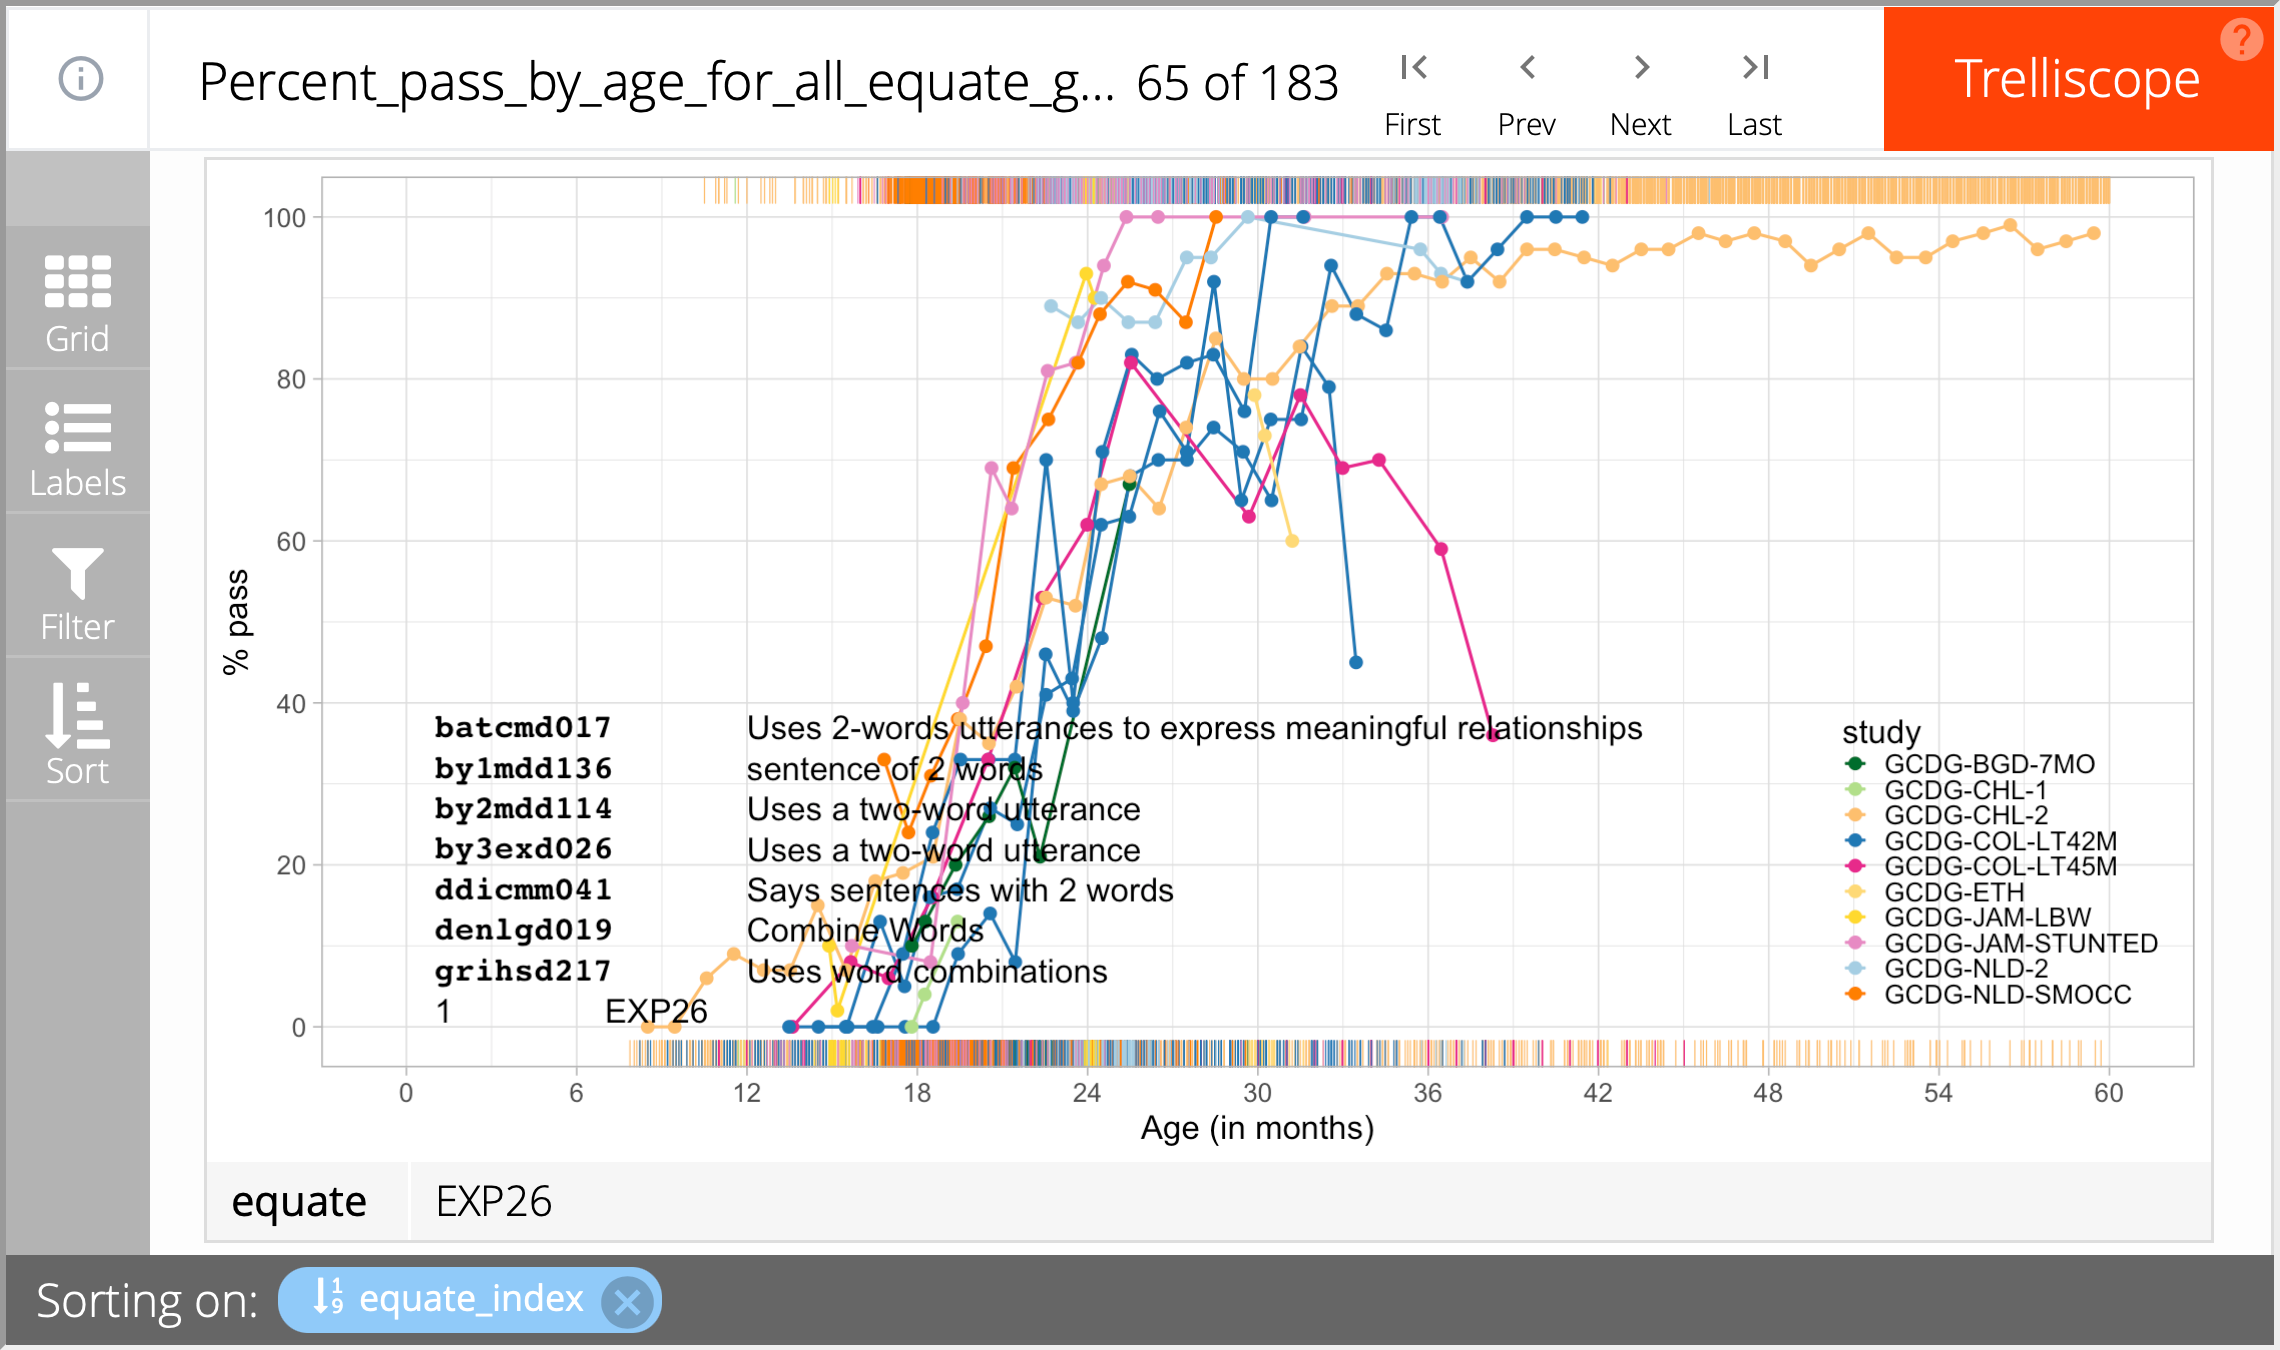 Percent_pass_by_age_for_all_equate_g... 65 of 183
First Prev Next Last
Trelliscope
?
Grid
Labels
Filter
Sort
100
80
60
40
20
0
% pass
batcmd017 Uses 2-words utterances to express meaningful relationships
by1mdd136 sentence of 2 words
by2mdd114 Uses a two-word utterance
by3exd026 Uses a two-word utterance
ddicmm041 Says sentences with 2 words
denlgd019 Combine Words
grihsd217 Uses word combinations
1 EXP26
study
GCDG-BGD-7MO
GCDG-CHL-1
GCDG-CHL-2
GCDG-COL-LT42M
GCDG-COL-LT45M
GCDG-ETH
GCDG-JAM-LBW
GCDG-JAM-STUNTED
GCDG-NLD-2
GCDG-NLD-SMOCC
0 6 12 18 24 30 36 42 48 54 60
Age (in months)
equate EXP26
Sorting on: 1 9 equate_index